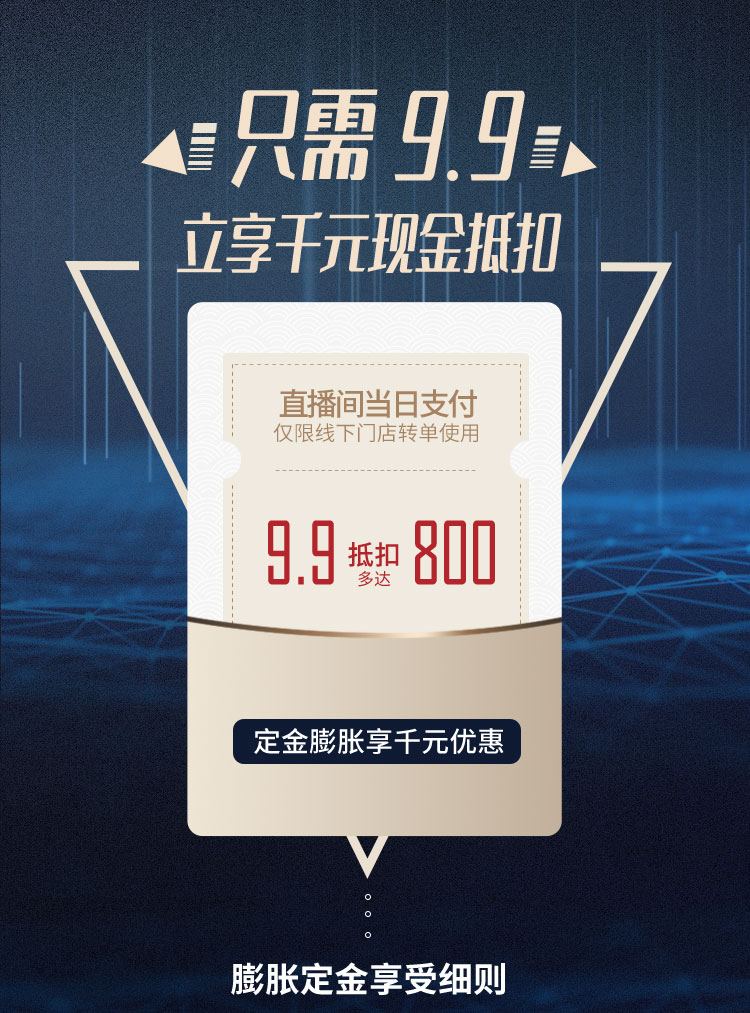 只需 9.9
立享千元现金抵扣
直播间当日支付
仅限线下门店转单使用
9.9 抵扣 800
多达
定金膨胀享千元优惠
膨胀定金享受细则